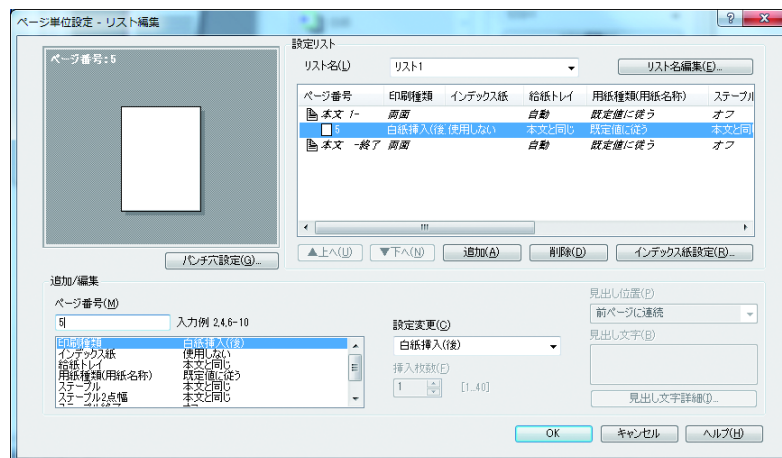 ページ単位設定 - リスト編集
ページ番号:5
パンチ穴設定(G)...
設定リスト
リスト名(L) リスト1 リスト名編集(E)...
ページ番号 印刷種類 インデックス紙 給紙トレイ 用紙種類(用紙名称) ステープル
本文 1- 両面 自動 既定値に従う オフ
5 白紙挿入(後 使用しない 本文と同じ 既定値に従う 本文と同
本文 -終了 両面 自動 既定値に従う オフ
▲上へ(U) ▼下へ(N) 追加(A) 削除(D) インデックス紙設定(R)...
追加/編集
ページ番号(M)
5 入力例 2,4,6-10
印刷種類 白紙挿入(後)
インデックス紙 使用しない
給紙トレイ 本文と同じ
用紙種類(用紙名称) 既定値に従う
ステープル 本文と同じ
ステープル2点幅 本文と同じ
設定変更(C)
白紙挿入(後)
挿入枚数(F)
1 [1..40]
見出し位置(P)
前ページに連続
見出し文字(B)
見出し文字詳細(I)...
OK キャンセル ヘルプ(H)